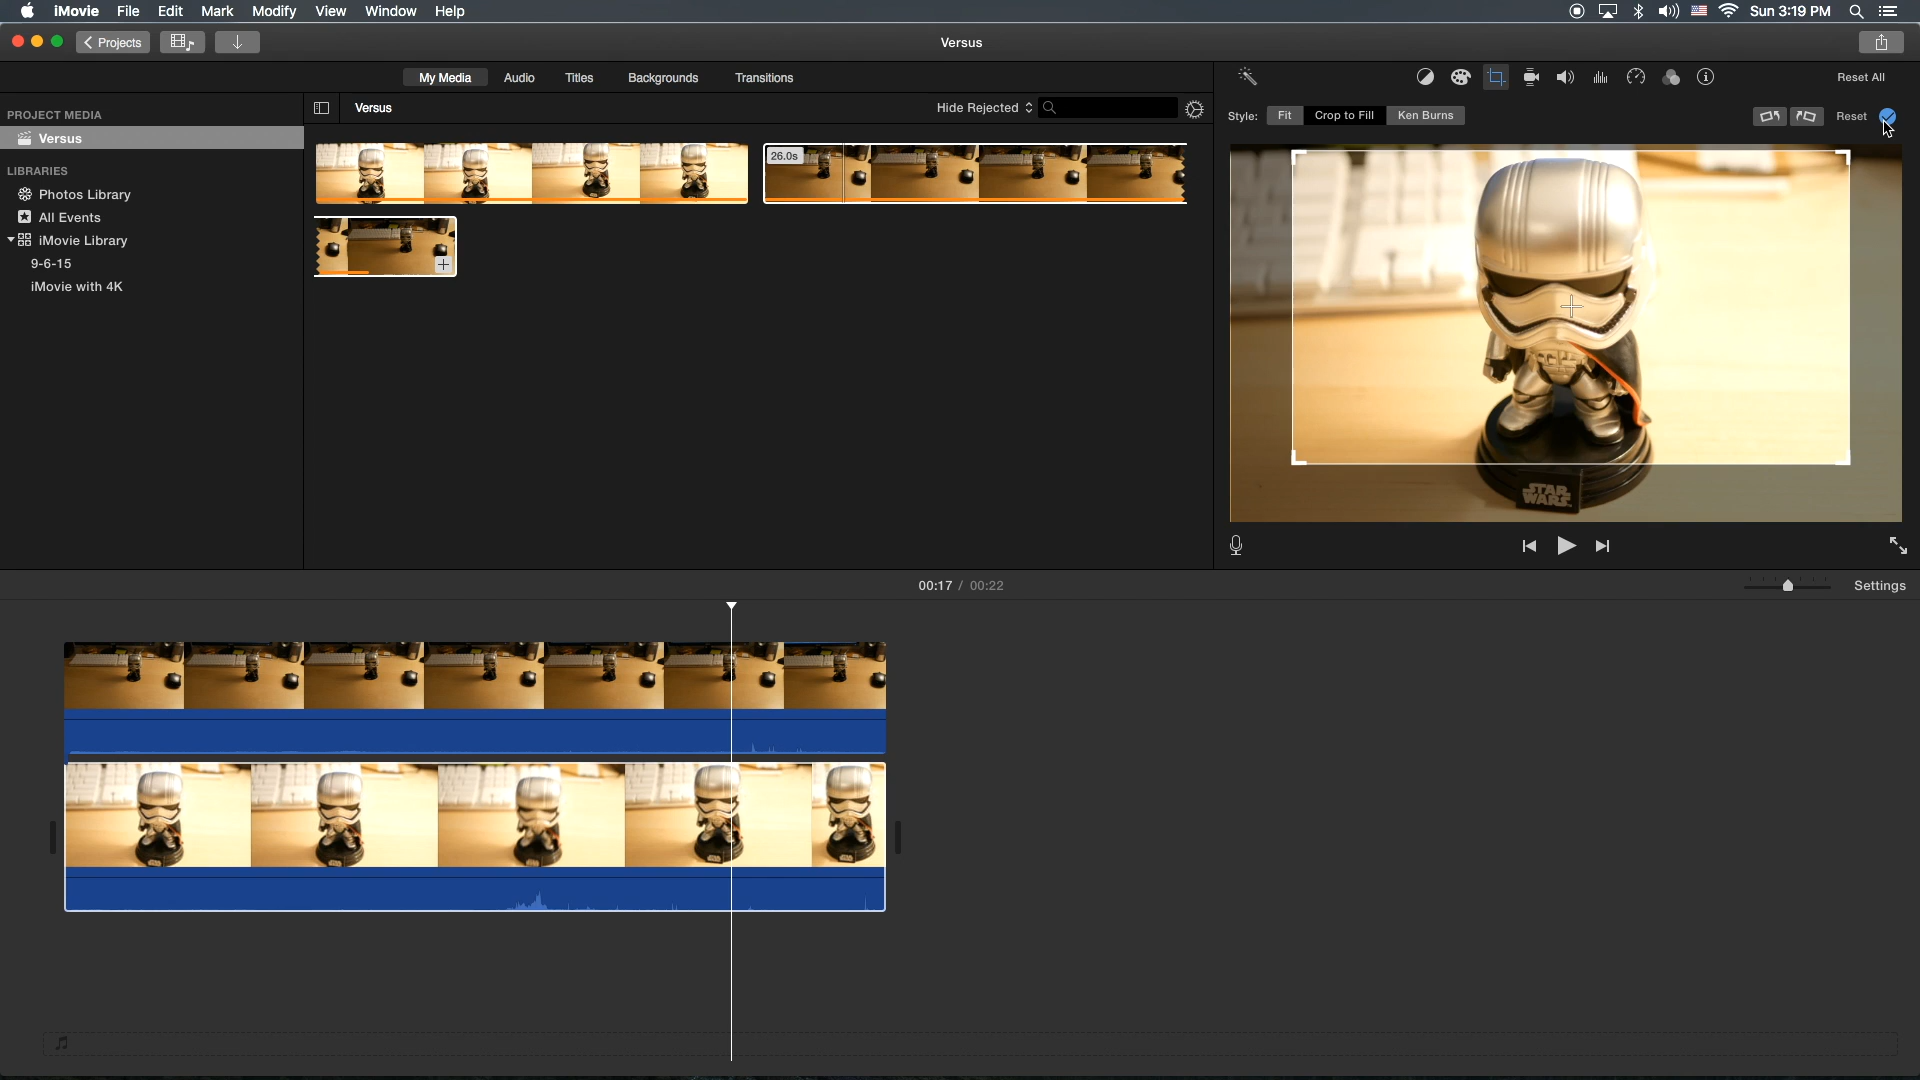 iMovie File Edit Mark Modify View Window Help Sun 3:19 PM
Projects Versus
My Media Audio Titles Backgrounds Transitions Reset All
PROJECT MEDIA Versus Hide Rejected
Style: Fit Crop to Fill Ken Burns Reset
Versus
26.0s
LIBRARIES
Photos Library
All Events
iMovie Library
9-6-15
iMovie with 4K
STAR
WARS
00:17 / 00:22 Settings